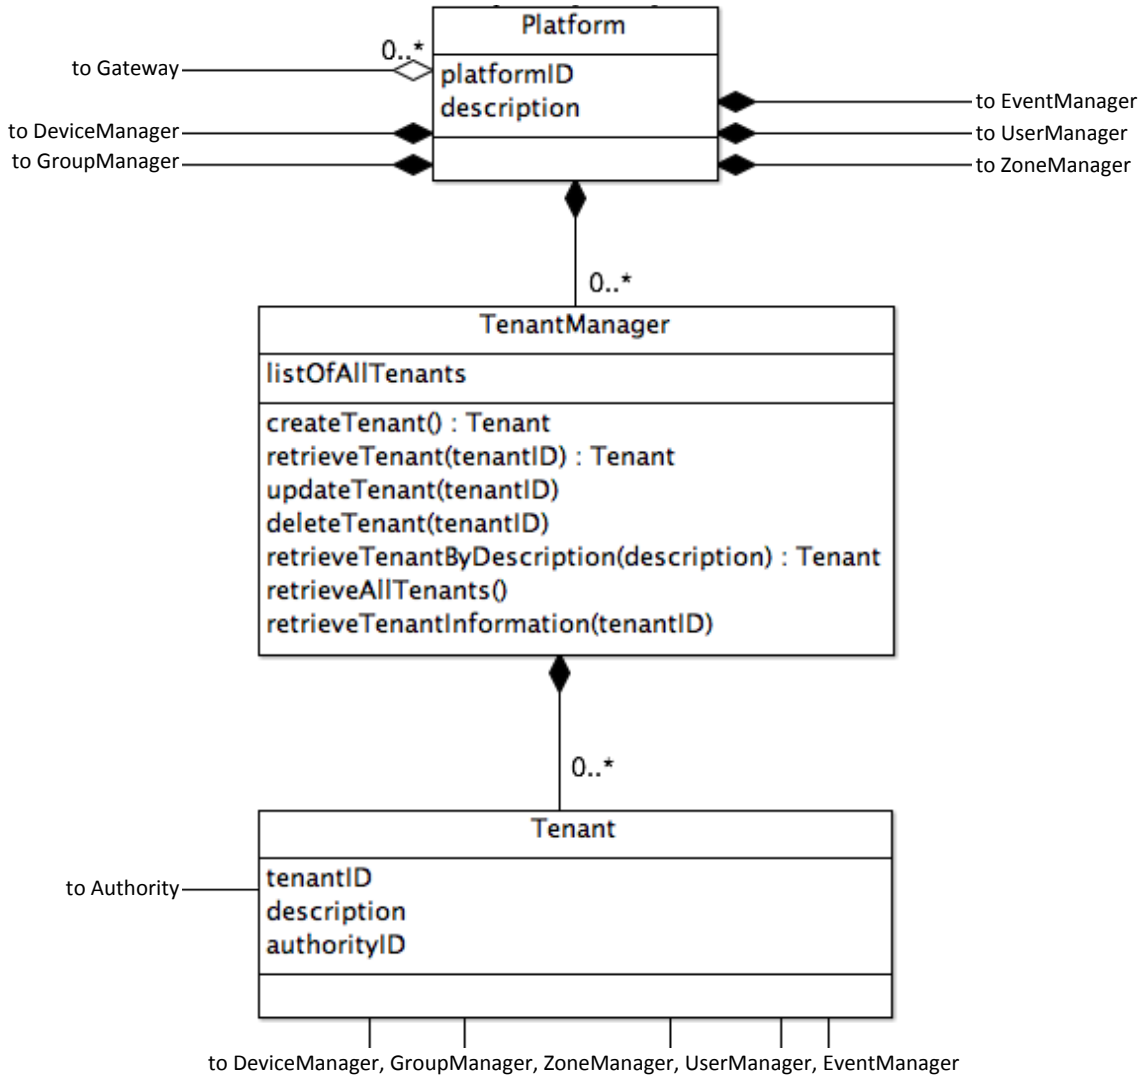 Platform
0..*
to Gateway
platformID
description
to EventManager
to DeviceManager
to UserManager
to GroupManager
to ZoneManager
0..*
TenantManager
listOfAllTenants
createTenant() : Tenant
retrieveTenant(tenantID) : Tenant
updateTenant(tenantID)
deleteTenant(tenantID)
retrieveTenantByDescription(description) : Tenant
retrieveAllTenants()
retrieveTenantInformation(tenantID)
0..*
Tenant
to Authority
tenantID
description
authorityID
to DeviceManager, GroupManager, ZoneManager, UserManager, EventManager